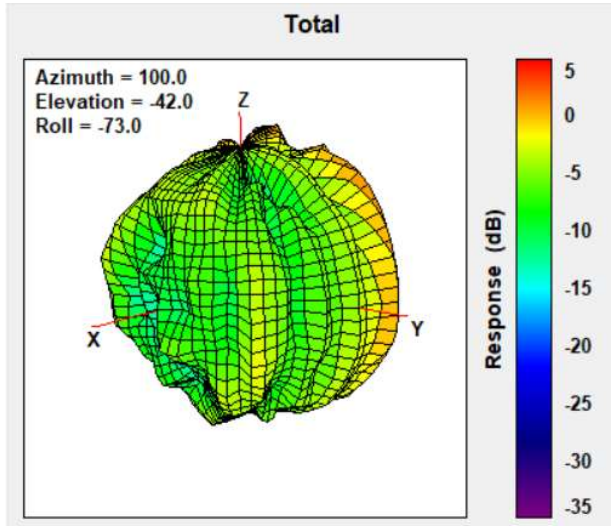 Total
Azimuth = 100.0
Elevation = -42.0
Roll = -73.0
Z
X
Y
Response (dB)
5
0
-5
-10
-15
-20
-25
-30
-35